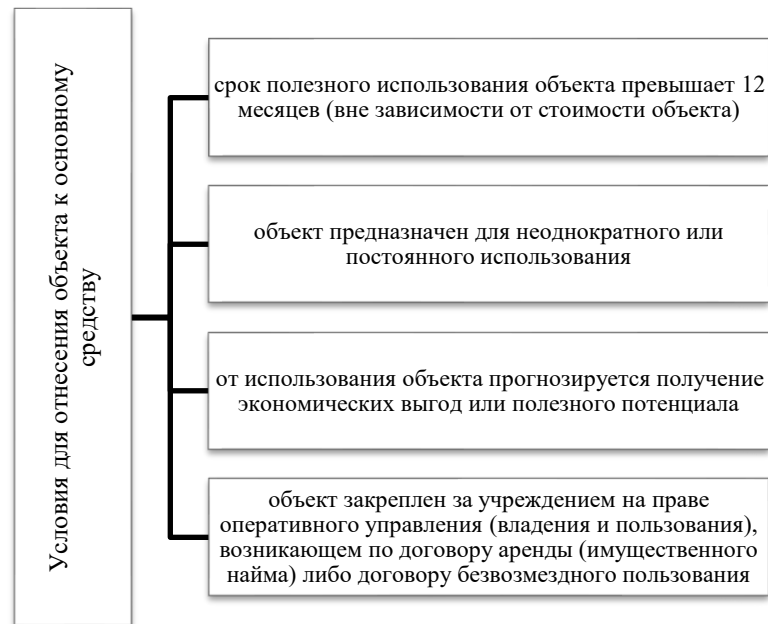 Условия для отнесения объекта к основному
средству
срок полезного использования объекта превышает 12
месяцев (вне зависимости от стоимости объекта)
объект предназначен для неоднократного или
постоянного использования
от использования объекта прогнозируется получение
экономических выгод или полезного потенциала
объект закреплен за учреждением на праве
оперативного управления (владения и пользования),
возникающем по договору аренды (имущественного
найма) либо договору безвозмездного пользования